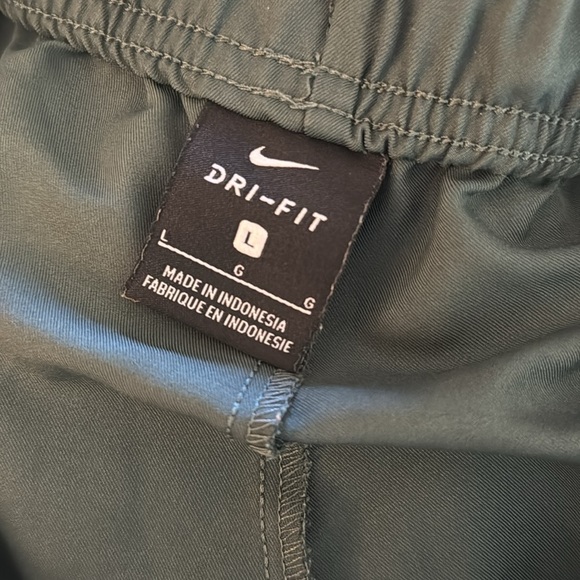 DRI-FIT
L
L G G
MADE IN INDONESIA
FABRIQUE EN INDONESIE